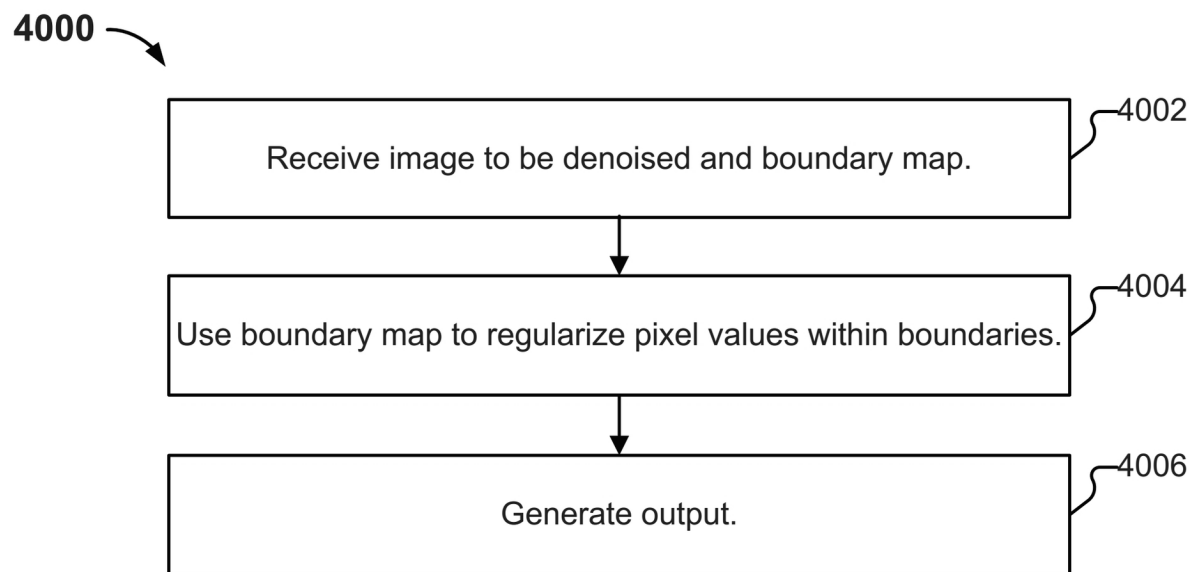 4000
4002
Receive image to be denoised and boundary map.
4004
Use boundary map to regularize pixel values within boundaries.
4006
Generate output.